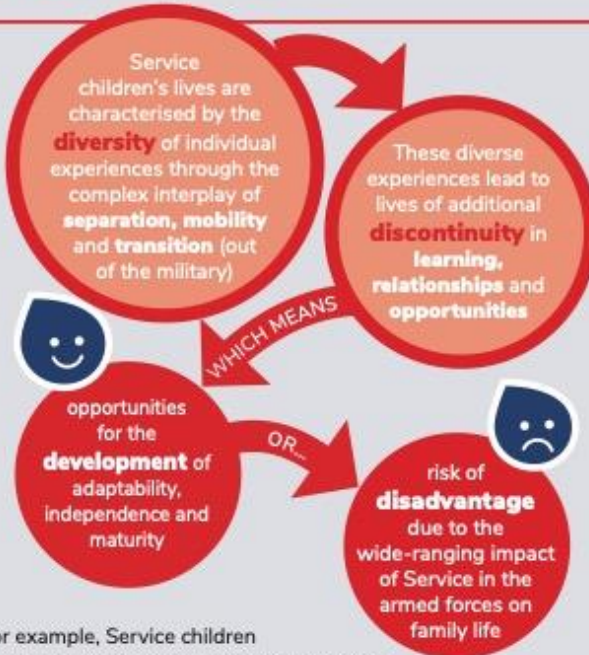 Service
children's lives are
characterised by the
diversity of individual
experiences through the
complex interplay of
separation, mobility
and transition (out
of the military)
These diverse
experiences lead to
lives of additional
discontinuity in
learning,
relationships and
opportunities
WHICH MEANS
opportunities
for the
development of
adaptability,
independence and
maturity
OR...
risk of
disadvantage
due to the
wide-ranging impact
of Service in the
armed forces on
family life
example, Service children